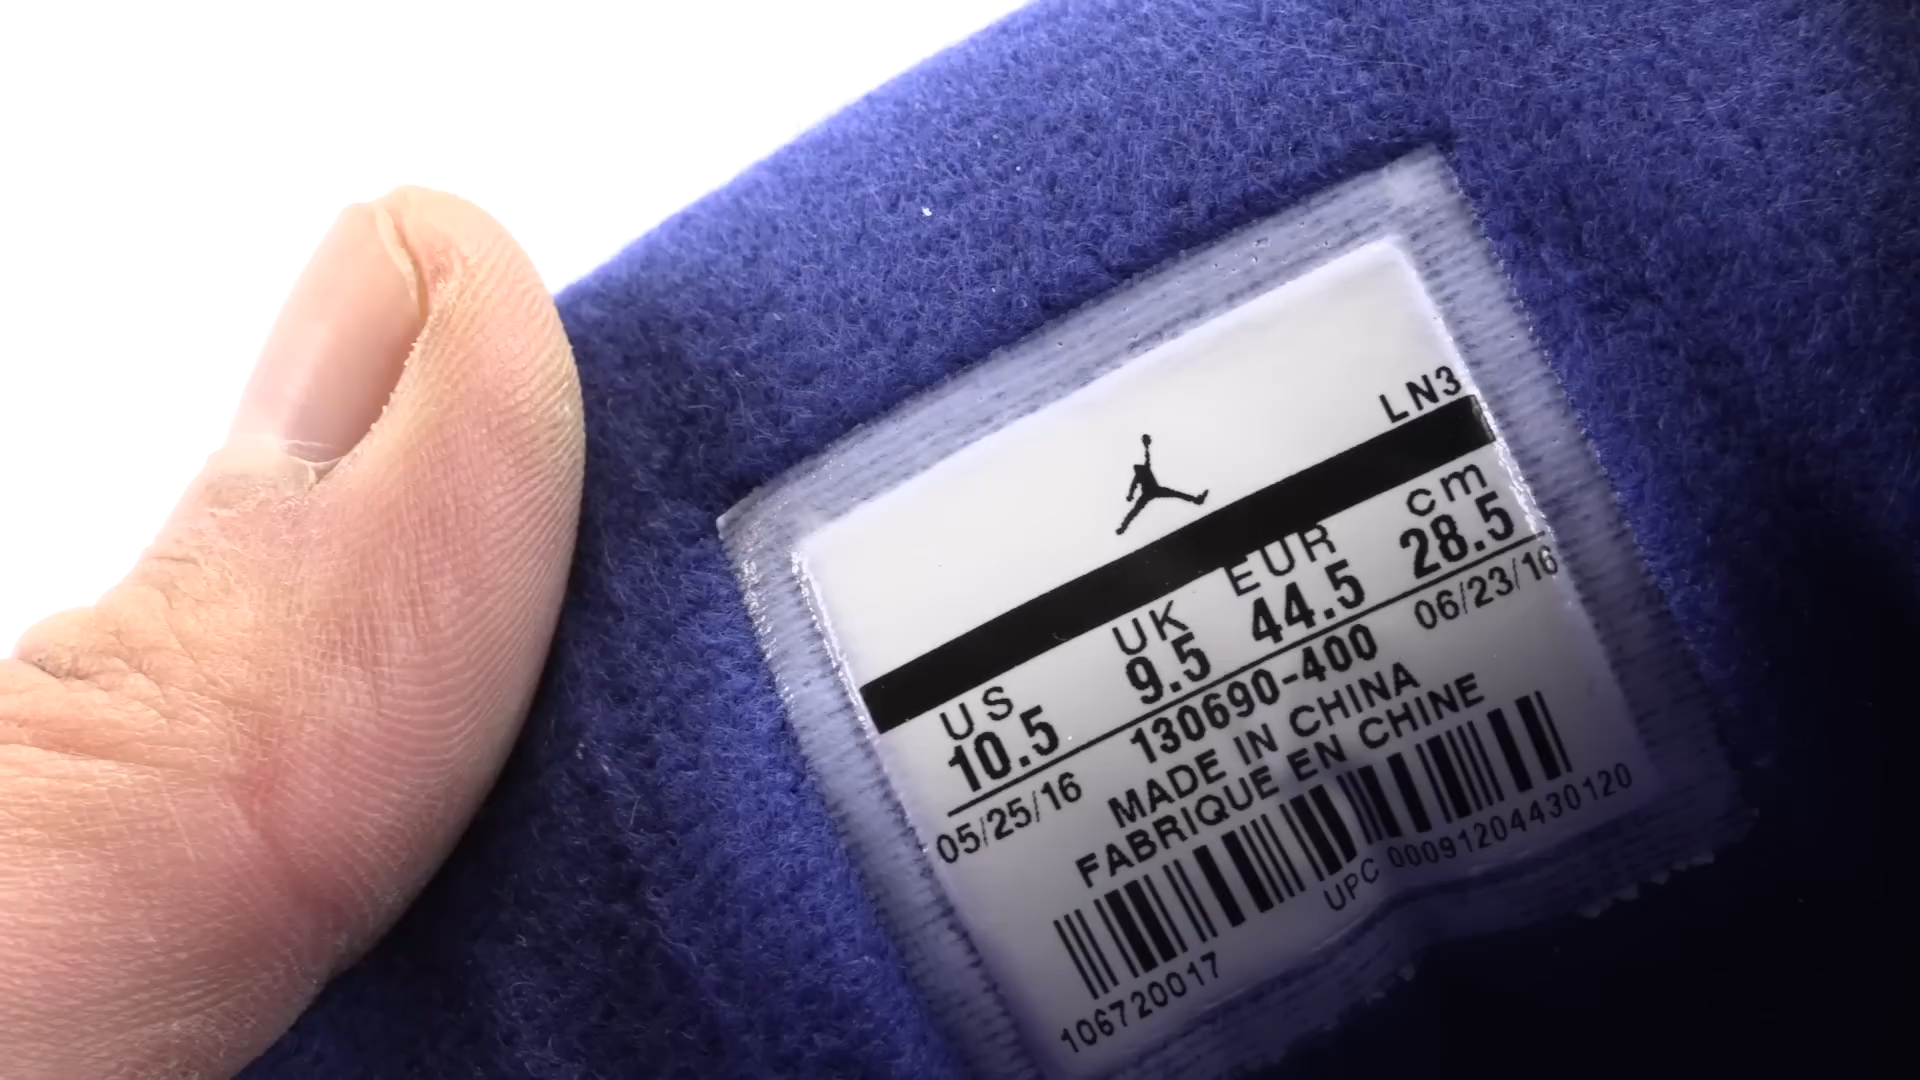 LN3
US UK EUR cm
10.5 9.5 44.5 28.5
05/25/16 130690-400 06/23/16
MADE IN CHINA
FABRIQUE EN CHINE
UPC 00091204430120
106720017